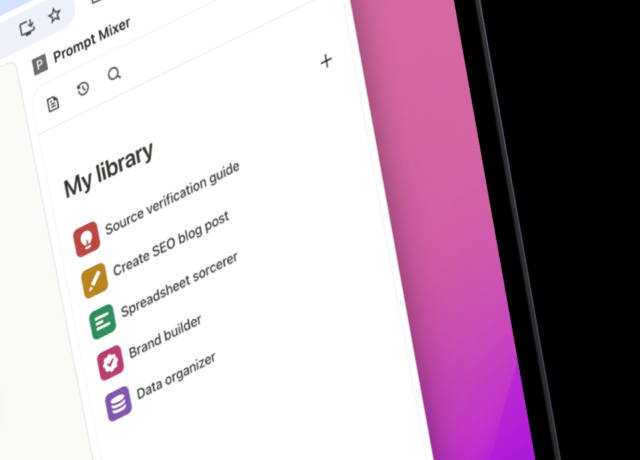 P Prompt Mixer
My library
Source verification guide
Create SEO blog post
Spreadsheet sorcerer
Brand builder
Data organizer